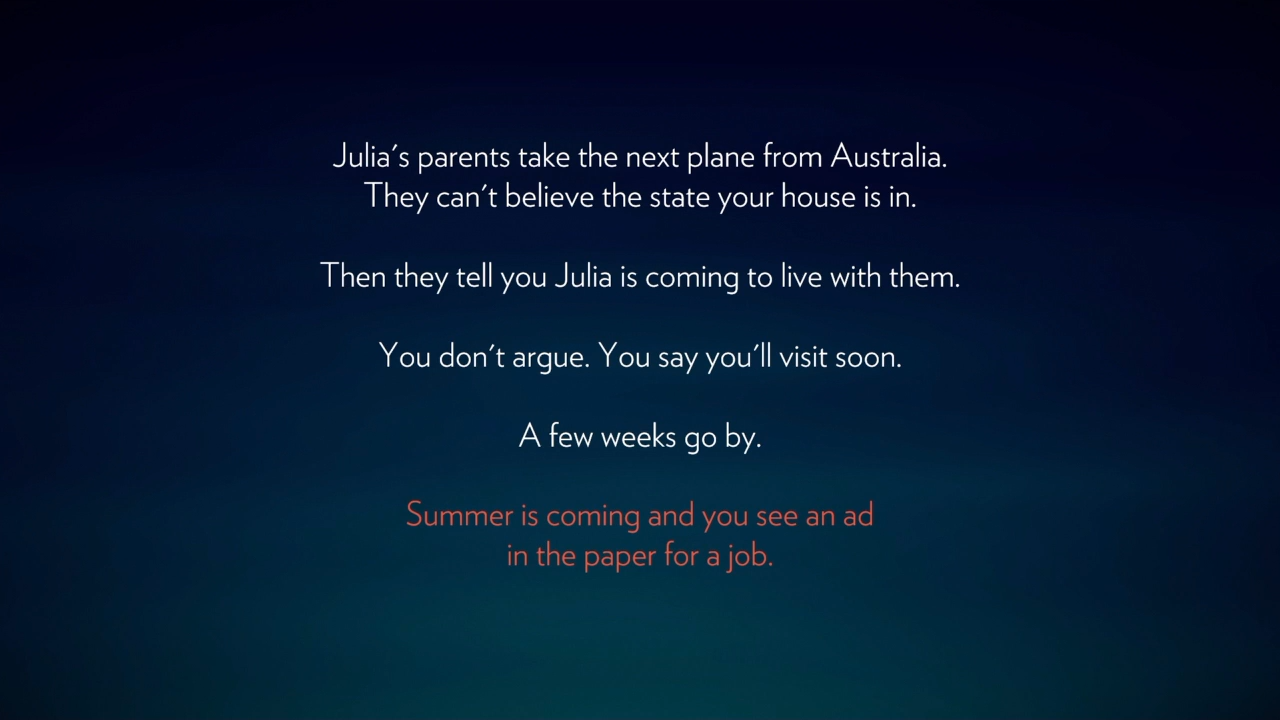 Julia's parents take the next plane from Australia.
They can't believe the state your house is in.
Then they tell you Julia is coming to live with them.
You don't argue. You say you'll visit soon.
A few weeks go by.
Summer is coming and you see an ad
in the paper for a job.